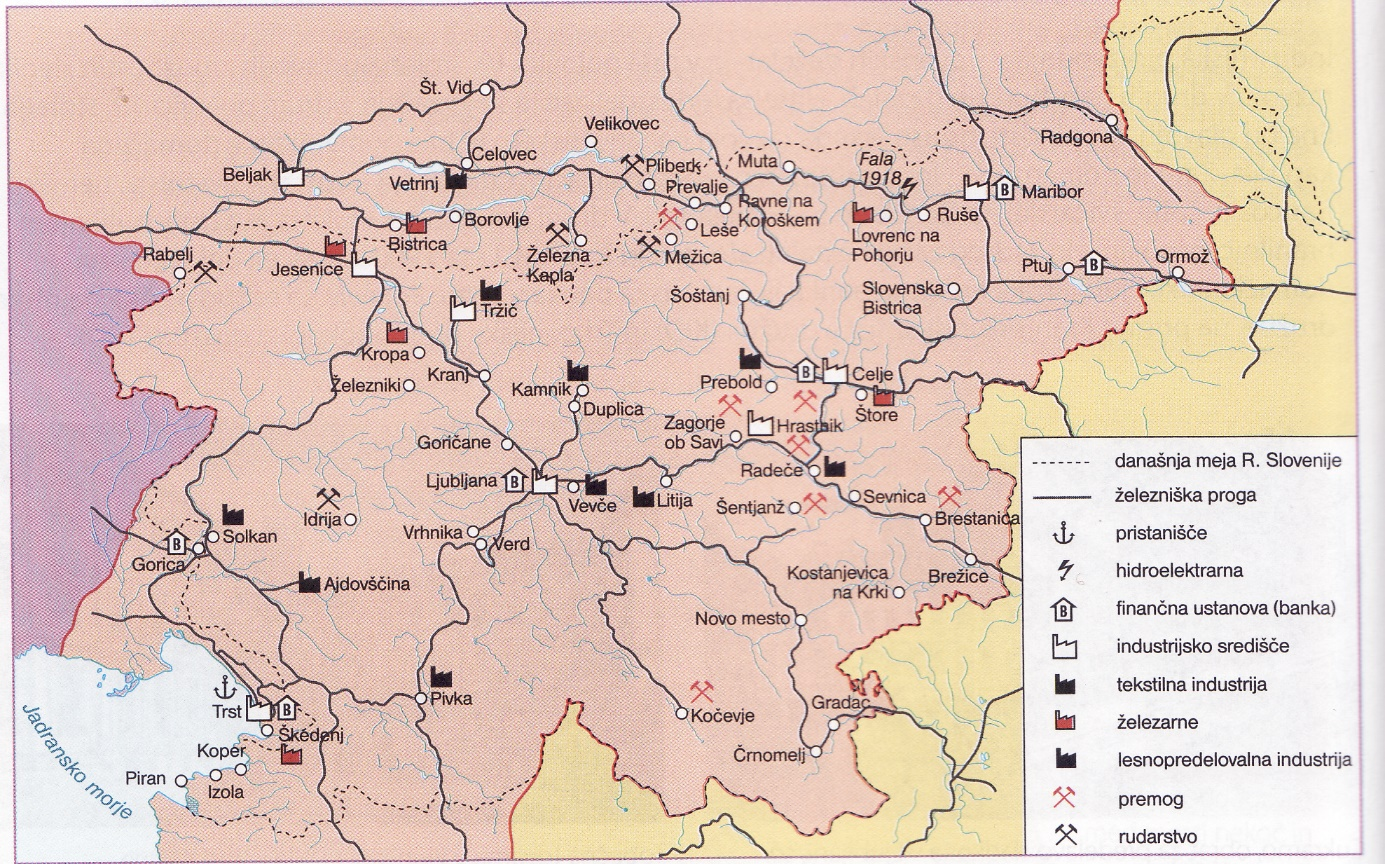 Št. Vid
Velikovec
Radgona
Beljak
Celovec
Vetrinj
Pliberk
Muta
Fala
1918
Prevalje
Ravne na
Koroškem
Maribor
Borovlje
Bistrica
Ruše
Leše
Lovrenc na
Pohorju
Rabelj
Jesenice
Železna
Kapla
Mežica
Ptuj
Ormož
Tržič
Šoštanj
Slovenska
Bistrica
Kropa
Železniki
Kranj
Kamnik
Duplica
Prebold
Celje
Štore
Zagorje
ob Savi
Hrastnik
Goričane
Ljubljana
B
Vevče
Litija
Radeče
Sevnica
Šentjanž
Brestanica
Idrija
Solkan
Vrhnika
Verd
Gorica
Ajdovščina
Kostanjevica
na Krki
Brežice
Novo mesto
Pivka
Kočevje
Gradac
Črnomelj
Trst
Škedenj
Koper
Piran
Izola
Jadransko morje
današnja meja R. Slovenije
železniška proga
pristanišče
hidroelektrarna
B
finančna ustanova (banka)
industrijsko središče
tekstilna industrija
železarne
lesnopredelovalna industrija
premog
rudarstvo
B
B
B
B
B